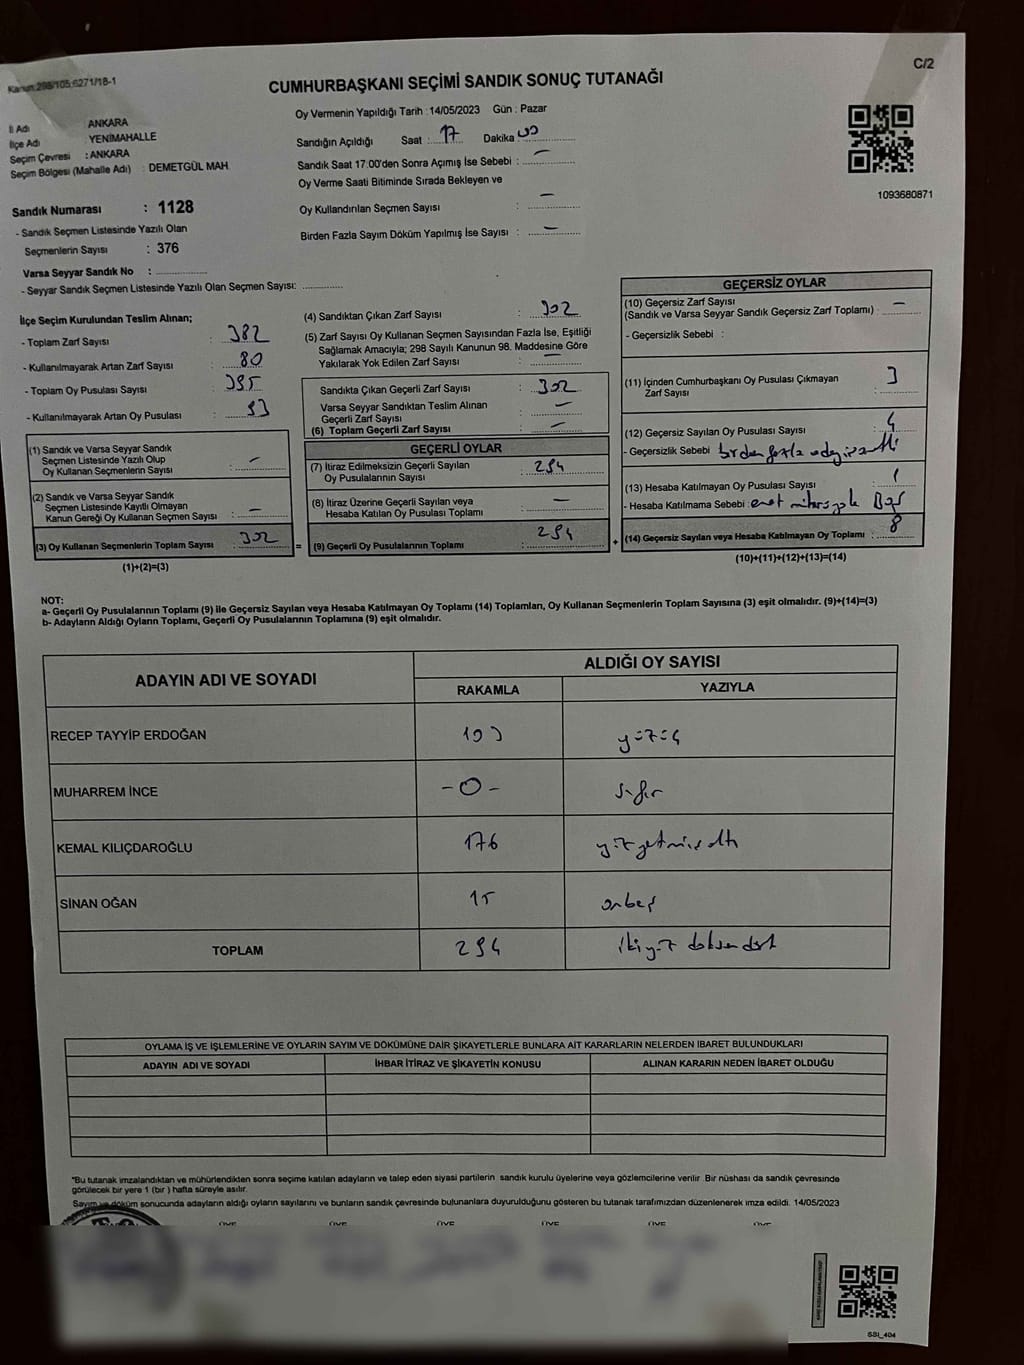 Kanun:298/105,6271/18-1
C/2
CUMHURBAŞKANI SEÇİMİ SANDIK SONUÇ TUTANAĞI
Oy Vermenin Yapıldığı Tarih : 14/05/2023 Gün : Pazar
İl Adı ANKARA
İlçe Adı YENİMAHALLE
Seçim Çevresi : ANKARA
Seçim Bölgesi (Mahalle Adı) DEMETGÜL MAH.
Sandığın Açıldığı Saat : 17 Dakika
Sandık Saat 17:00'den Sonra Açımış İse Sebebi : —
Oy Verme Saati Bitiminde Sırada Bekleyen ve
Oy Kullandırılan Seçmen Sayısı : —
Birden Fazla Sayım Döküm Yapılmış İse Sayısı : —
1093680871
Sandık Numarası : 1128
- Sandık Seçmen Listesinde Yazılı Olan
Seçmenlerin Sayısı : 376
Varsa Seyyar Sandık No :
- Seyyar Sandık Seçmen Listesinde Yazılı Olan Seçmen Sayısı:
İlçe Seçim Kurulundan Teslim Alınan;
- Toplam Zarf Sayısı : 382
- Kullanılmayarak Artan Zarf Sayısı : 80
- Toplam Oy Pusulası Sayısı : 395
- Kullanılmayarak Artan Oy Pusulası : 93
(1) Sandık ve Varsa Seyyar Sandık
Seçmen Listesinde Yazılı Olup
Oy Kullanan Seçmenlerin Sayısı : —
(2) Sandık ve Varsa Seyyar Sandık
Seçmen Listesinde Kayıtlı Olmayan
Kanun Gereği Oy Kullanan Seçmen Sayısı : —
(3) Oy Kullanan Seçmenlerin Toplam Sayısı : 302
(1)+(2)=(3)
=
(4) Sandıktan Çıkan Zarf Sayısı : 302
(5) Zarf Sayısı Oy Kullanan Seçmen Sayısından Fazla İse, Eşitliği
Sağlamak Amacıyla; 298 Sayılı Kanunun 98. Maddesine Göre
Yakılarak Yok Edilen Zarf Sayısı : —
Sandıkta Çıkan Geçerli Zarf Sayısı : 302
Varsa Seyyar Sandıktan Teslim Alınan
Geçerli Zarf Sayısı : —
(6) Toplam Geçerli Zarf Sayısı : —
GEÇERLİ OYLAR
(7) İtiraz Edilmeksizin Geçerli Sayılan
Oy Pusulalarının Sayısı : 294
(8) İtiraz Üzerine Geçerli Sayılan veya
Hesaba Katılan Oy Pusulası Toplamı : —
(9) Geçerli Oy Pusulalarının Toplamı : 294
+
GEÇERSİZ OYLAR
(10) Geçersiz Zarf Sayısı
(Sandık ve Varsa Seyyar Sandık Geçersiz Zarf Toplamı) : —
- Geçersizlik Sebebi :
(11) İçinden Cumhurbaşkanı Oy Pusulası Çıkmayan
Zarf Sayısı : 3
(12) Geçersiz Sayılan Oy Pusulası Sayısı : 4
- Geçersizlik Sebebi birden fazla
(13) Hesaba Katılmayan Oy Pusulası Sayısı : 1
- Hesaba Katılmama Sebebi
(14) Geçersiz Sayılan veya Hesaba Katılmayan Oy Toplamı : 8
(10)+(11)+(12)+(13)=(14)
NOT:
a- Geçerli Oy Pusulalarının Toplamı (9) ile Geçersiz Sayılan veya Hesaba Katılmayan Oy Toplamı (14) Toplamları, Oy Kullanan Seçmenlerin Toplam Sayısına (3) eşit olmalıdır. (9)+(14)=(3)
b- Adayların Aldığı Oyların Toplamı, Geçerli Oy Pusulalarının Toplamına (9) eşit olmalıdır.
ADAYIN ADI VE SOYADI
ALDIĞI OY SAYISI
RAKAMLA YAZIYLA
RECEP TAYYİP ERDOĞAN 103 yüzüç
MUHARREM İNCE -0- sıfır
KEMAL KILIÇDAROĞLU 176 yüzyetmişaltı
SİNAN OĞAN 15 onbeş
TOPLAM 294 ikiyüz doksandört
OYLAMA İŞ VE İŞLEMLERİNE VE OYLARIN SAYIM VE DÖKÜMÜNE DAİR ŞİKAYETLERLE BUNLARA AİT KARARLARIN NELERDEN İBARET BULUNDUKLARI
ADAYIN ADI VE SOYADI İHBAR İTİRAZ VE ŞİKAYETİN KONUSU ALINAN KARARIN NEDEN İBARET OLDUĞU
"Bu tutanak imzalandıktan ve mühürlendikten sonra seçime katılan adayların ve talep eden siyasi partilerin sandık kurulu üyelerine veya gözlemcilerine verilir. Bir nüshası da sandık çevresinde
görülecek bir yere 1 (bir ) hafta süreyle asılır.
Sayım ve döküm sonucunda adayların aldığı oyların sayılarını ve bunların sandık çevresinde bulunanlara duyurulduğunu gösteren bu tutanak tarafımızdan düzenlenerek imza edildi. 14/05/2023
ÜYE ÜYE ÜYE ÜYE ÜYE ÜYE
SSI_404